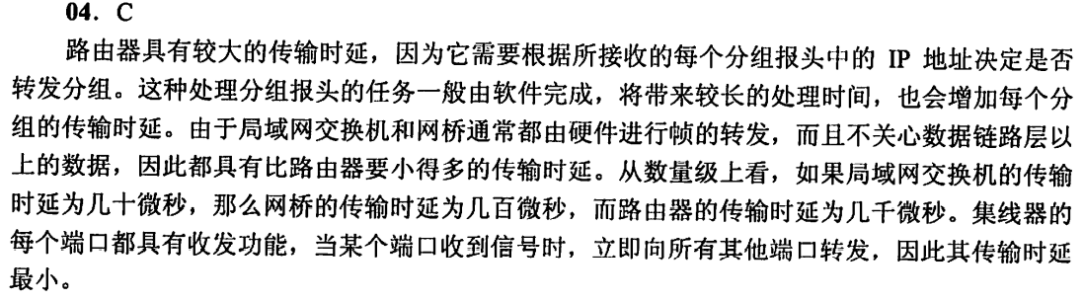 04. C
路由器具有较大的传输时延，因为它需要根据所接收的每个分组报头中的 IP 地址决定是否
转发分组。这种处理分组报头的任务一般由软件完成，将带来较长的处理时间，也会增加每个分
组的传输时延。由于局域网交换机和网桥通常都由硬件进行帧的转发，而且不关心数据链路层以
上的数据，因此都具有比路由器要小得多的传输时延。从数量级上看，如果局域网交换机的传输
时延为几十微秒，那么网桥的传输时延为几百微秒，而路由器的传输时延为几千微秒。集线器的
每个端口都具有收发功能，当某个端口收到信号时，立即向所有其他端口转发，因此其传输时延
最小。